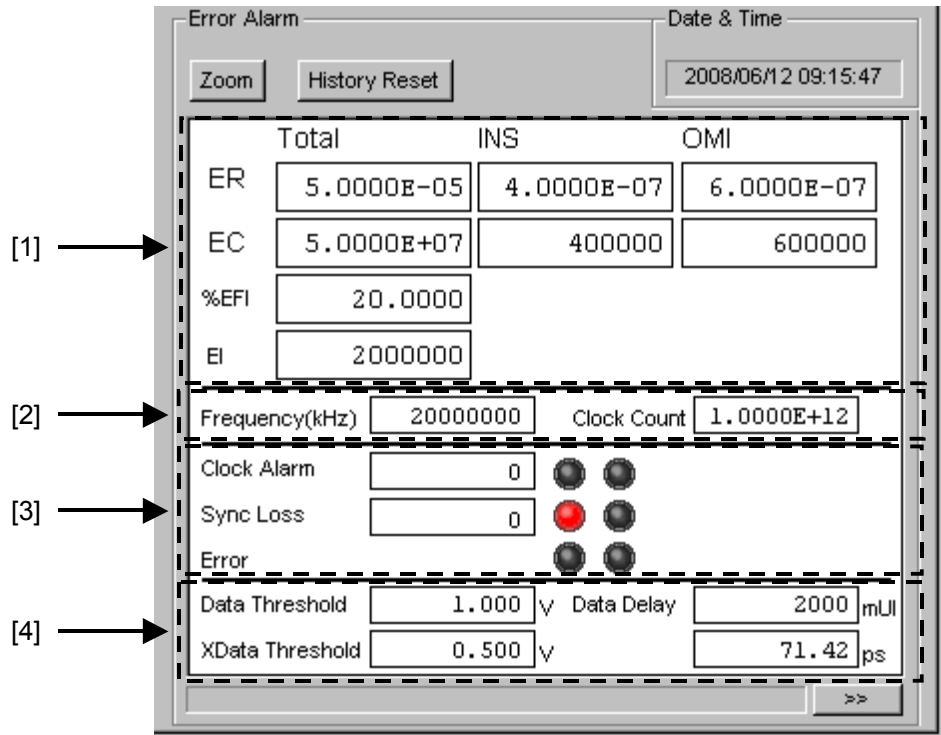 Error Alarm Date & Time
Zoom History Reset 2008/06/12 09:15:47
Total INS OMI
ER 5.0000E-05 4.0000E-07 6.0000E-07
[1] EC 5.0000E+07 400000 600000
%EFI 20.0000
EI 2000000
[2] Frequency(kHz) 20000000 Clock Count 1.0000E+12
Clock Alarm 0
[3] Sync Loss 0
Error
Data Threshold 1.000 V Data Delay 2000 mUI
[4] XData Threshold 0.500 V 71.42 ps
>>